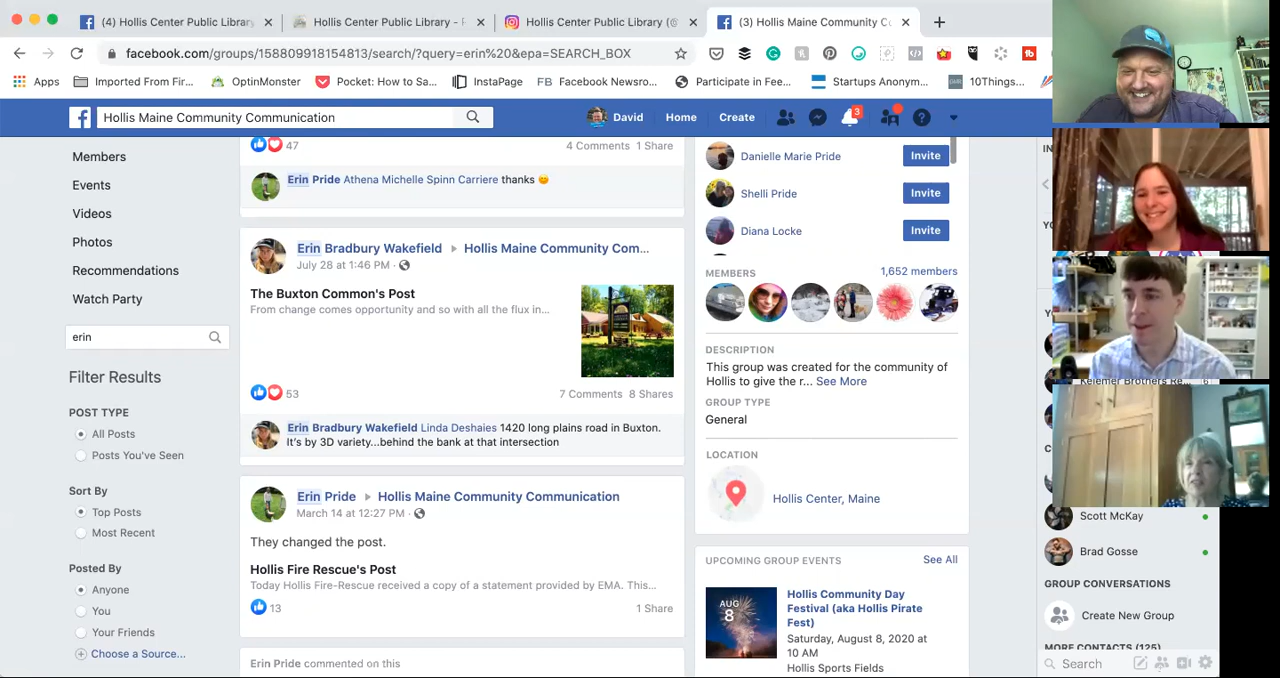 (4) Hollis Center Public Library
Hollis Center Public Library - F
Hollis Center Public Library (@
(3) Hollis Maine Community C
facebook.com/groups/158809918154813/search/?query=erin%20&epa=SEARCH_BOX
Apps
Imported From Fir...
OptinMonster
Pocket: How to Sa...
InstaPage
FB Facebook Newsro...
Participate in Fee...
Startups Anonym...
10Things...
Hollis Maine Community Communication
David
Home
Create
3
Members
Events
Videos
Photos
Recommendations
Watch Party
erin
Filter Results
POST TYPE
All Posts
Posts You've Seen
Sort By
Top Posts
Most Recent
Posted By
Anyone
You
Your Friends
Choose a Source...
47
4 Comments 1 Share
Erin Pride Athena Michelle Spinn Carriere thanks 😊
Erin Bradbury Wakefield ▸ Hollis Maine Community Com...
July 28 at 1:46 PM ·
The Buxton Common's Post
From change comes opportunity and so with all the flux in...
53
7 Comments 8 Shares
Erin Bradbury Wakefield Linda Deshaies 1420 long plains road in Buxton.
It's by 3D variety...behind the bank at that intersection
Erin Pride ▸ Hollis Maine Community Communication
March 14 at 12:27 PM ·
They changed the post.
Hollis Fire Rescue's Post
Today Hollis Fire-Rescue received a copy of a statement provided by EMA. This...
13
1 Share
Erin Pride commented on this
Danielle Marie Pride
Invite
Shelli Pride
Invite
Diana Locke
Invite
MEMBERS
1,652 members
DESCRIPTION
This group was created for the community of
Hollis to give the r... See More
GROUP TYPE
General
LOCATION
Hollis Center, Maine
UPCOMING GROUP EVENTS
See All
AUG
8
Hollis Community Day
Festival (aka Hollis Pirate
Fest)
Saturday, August 8, 2020 at
10 AM
Hollis Sports Fields
Scott McKay
Brad Gosse
GROUP CONVERSATIONS
Create New Group
MORE CONTACTS (125)
Search